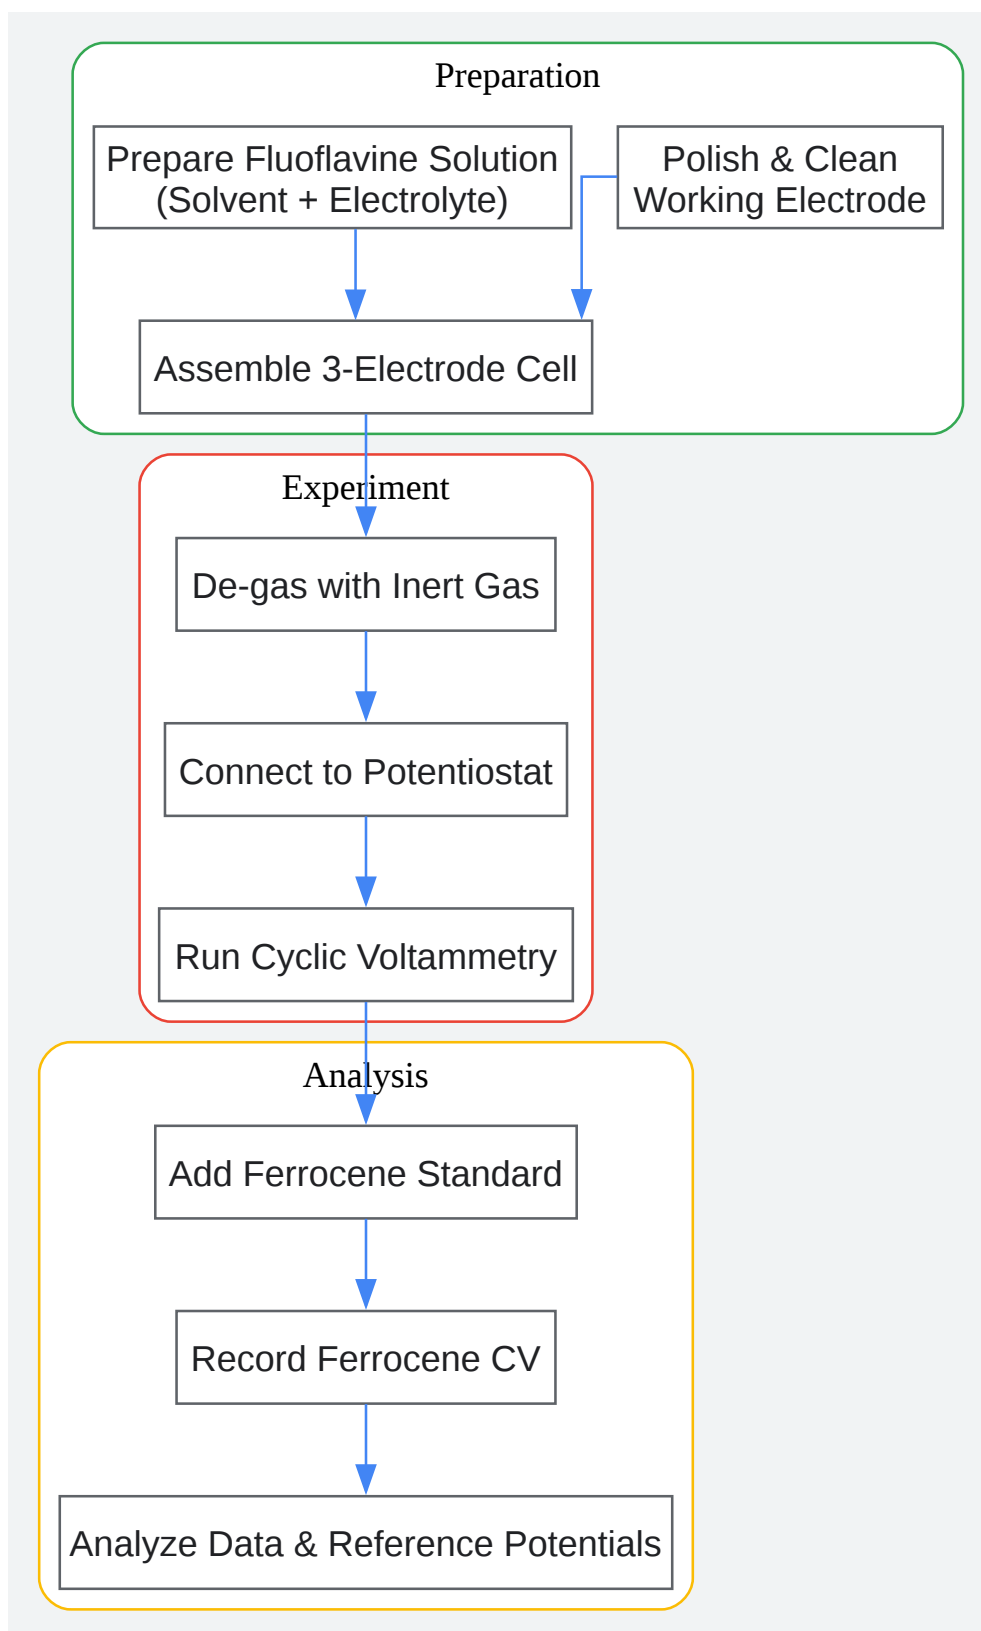 Preparation
Prepare Fluoflavine Solution
(Solvent + Electrolyte)
Polish & Clean
Working Electrode
Assemble 3-Electrode Cell
Experiment
De-gas with Inert Gas
Connect to Potentiostat
Run Cyclic Voltammetry
Analysis
Add Ferrocene Standard
Record Ferrocene CV
Analyze Data & Reference Potentials